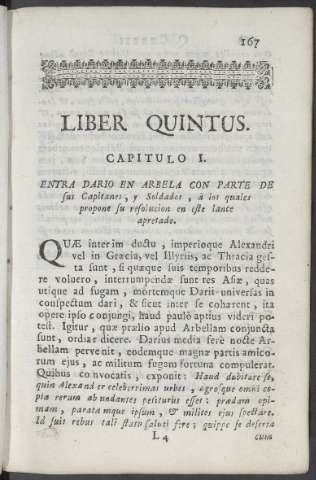 167
LIBER QUINTUS.
CAPITULO I.
ENTRA DARIO EN ARBELA CON PARTE DE
sus Capitanes, y Soldados, á los quales
propone su resolucion en este lance
apretado.
QUÆ interim ductu, imperioque Alexandri
vel in Græcia, vel Illyriis, ac Thracia ges-
ta sunt, si quæque suis temporibus redde-
re voluero, interrumpendæ sunt res Asiæ, quas
utique ad fugam, mortemque Darii universas in
conspectum dari, & sicut inter se cohærent, ita
opere ipso conjungi, haud paulò aptius videri po-
test. Igitur, quæ prælio apud Arbellam conjuncta
sunt, ordiar dicere. Darius media ferè nocte Ar-
bellam pervenit, eodemque magnæ partis amico-
rum ejus, ac militum fugam fortuna compulerat.
Quibus convocatis, exponit: Haud dubitare se,
quin Alexander celeberrimas urbes, agrosque omni co-
pia rerum abundantes petiturus esset: prædam opi-
mam, paratamque ipsum, & milites ejus spectare.
Id suis rebus tali statu saluti fore; quippe se deserta
L 4
cum